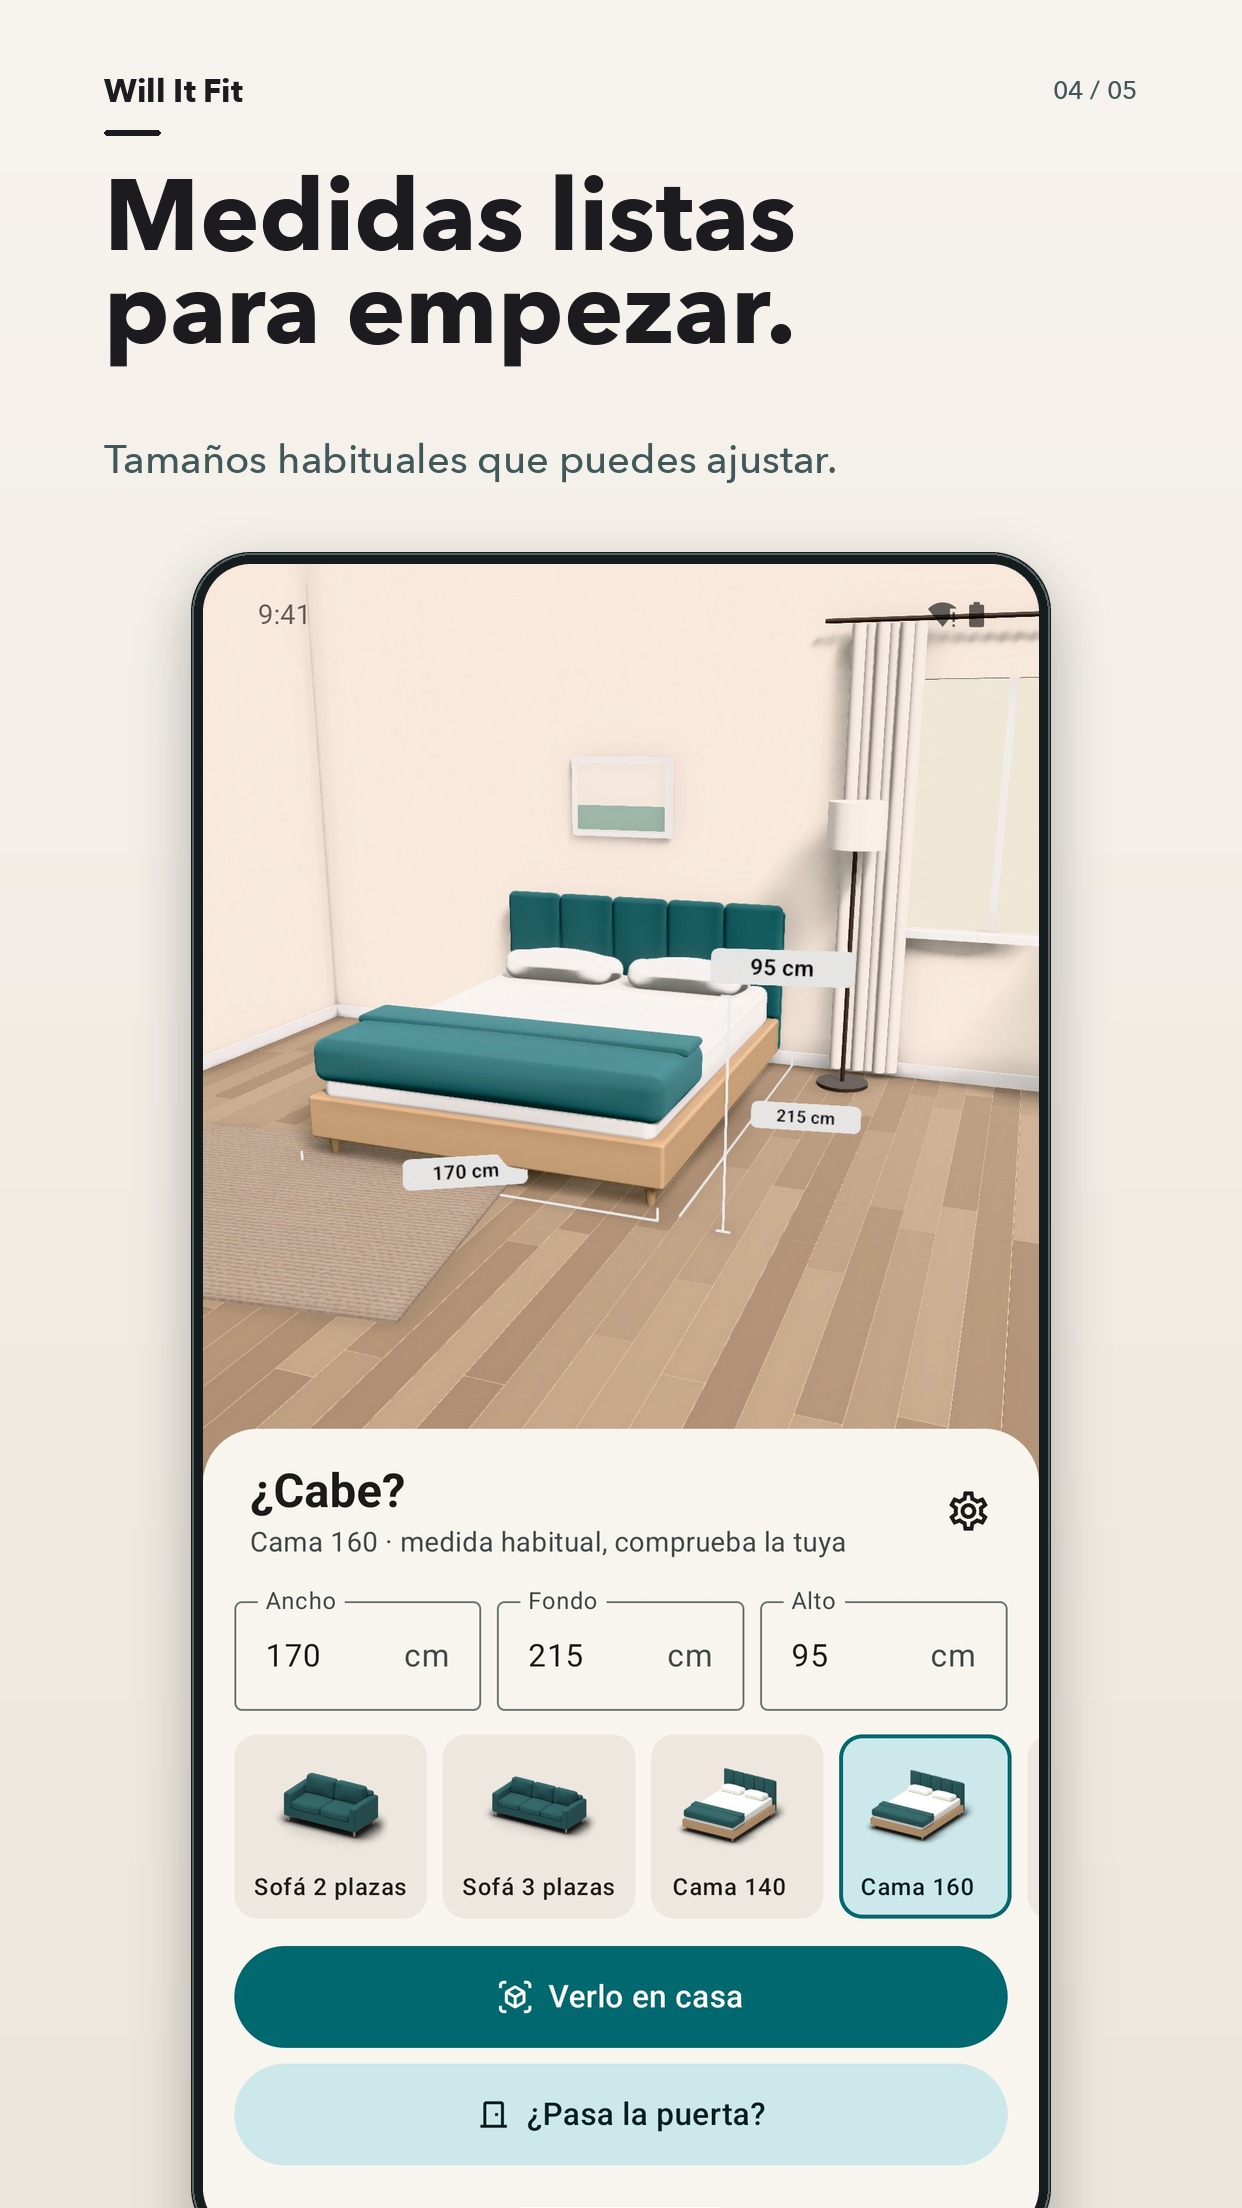 Will It Fit
04 / 05
Medidas listas
para empezar.
Tamaños habituales que puedes ajustar.
9:41
95 cm
215 cm
170 cm
¿Cabe?
Cama 160 · medida habitual, comprueba la tuya
Ancho
Fondo
Alto
170 cm
215 cm
95 cm
Sofá 2 plazas
Sofá 3 plazas
Cama 140
Cama 160
Verlo en casa
¿Pasa la puerta?